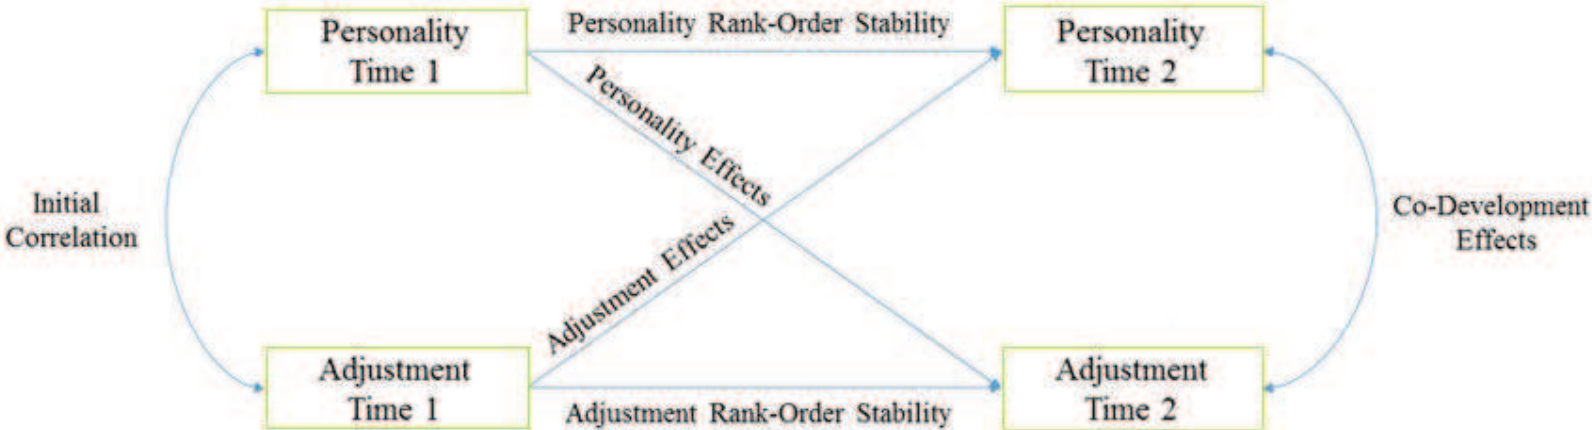 Personality
Time 1
Personality Rank-Order Stability
Personality
Time 2
Personality Effects
Initial
Correlation
Co-Development
Effects
Adjustment Effects
Adjustment
Time 1
Adjustment Rank-Order Stability
Adjustment
Time 2